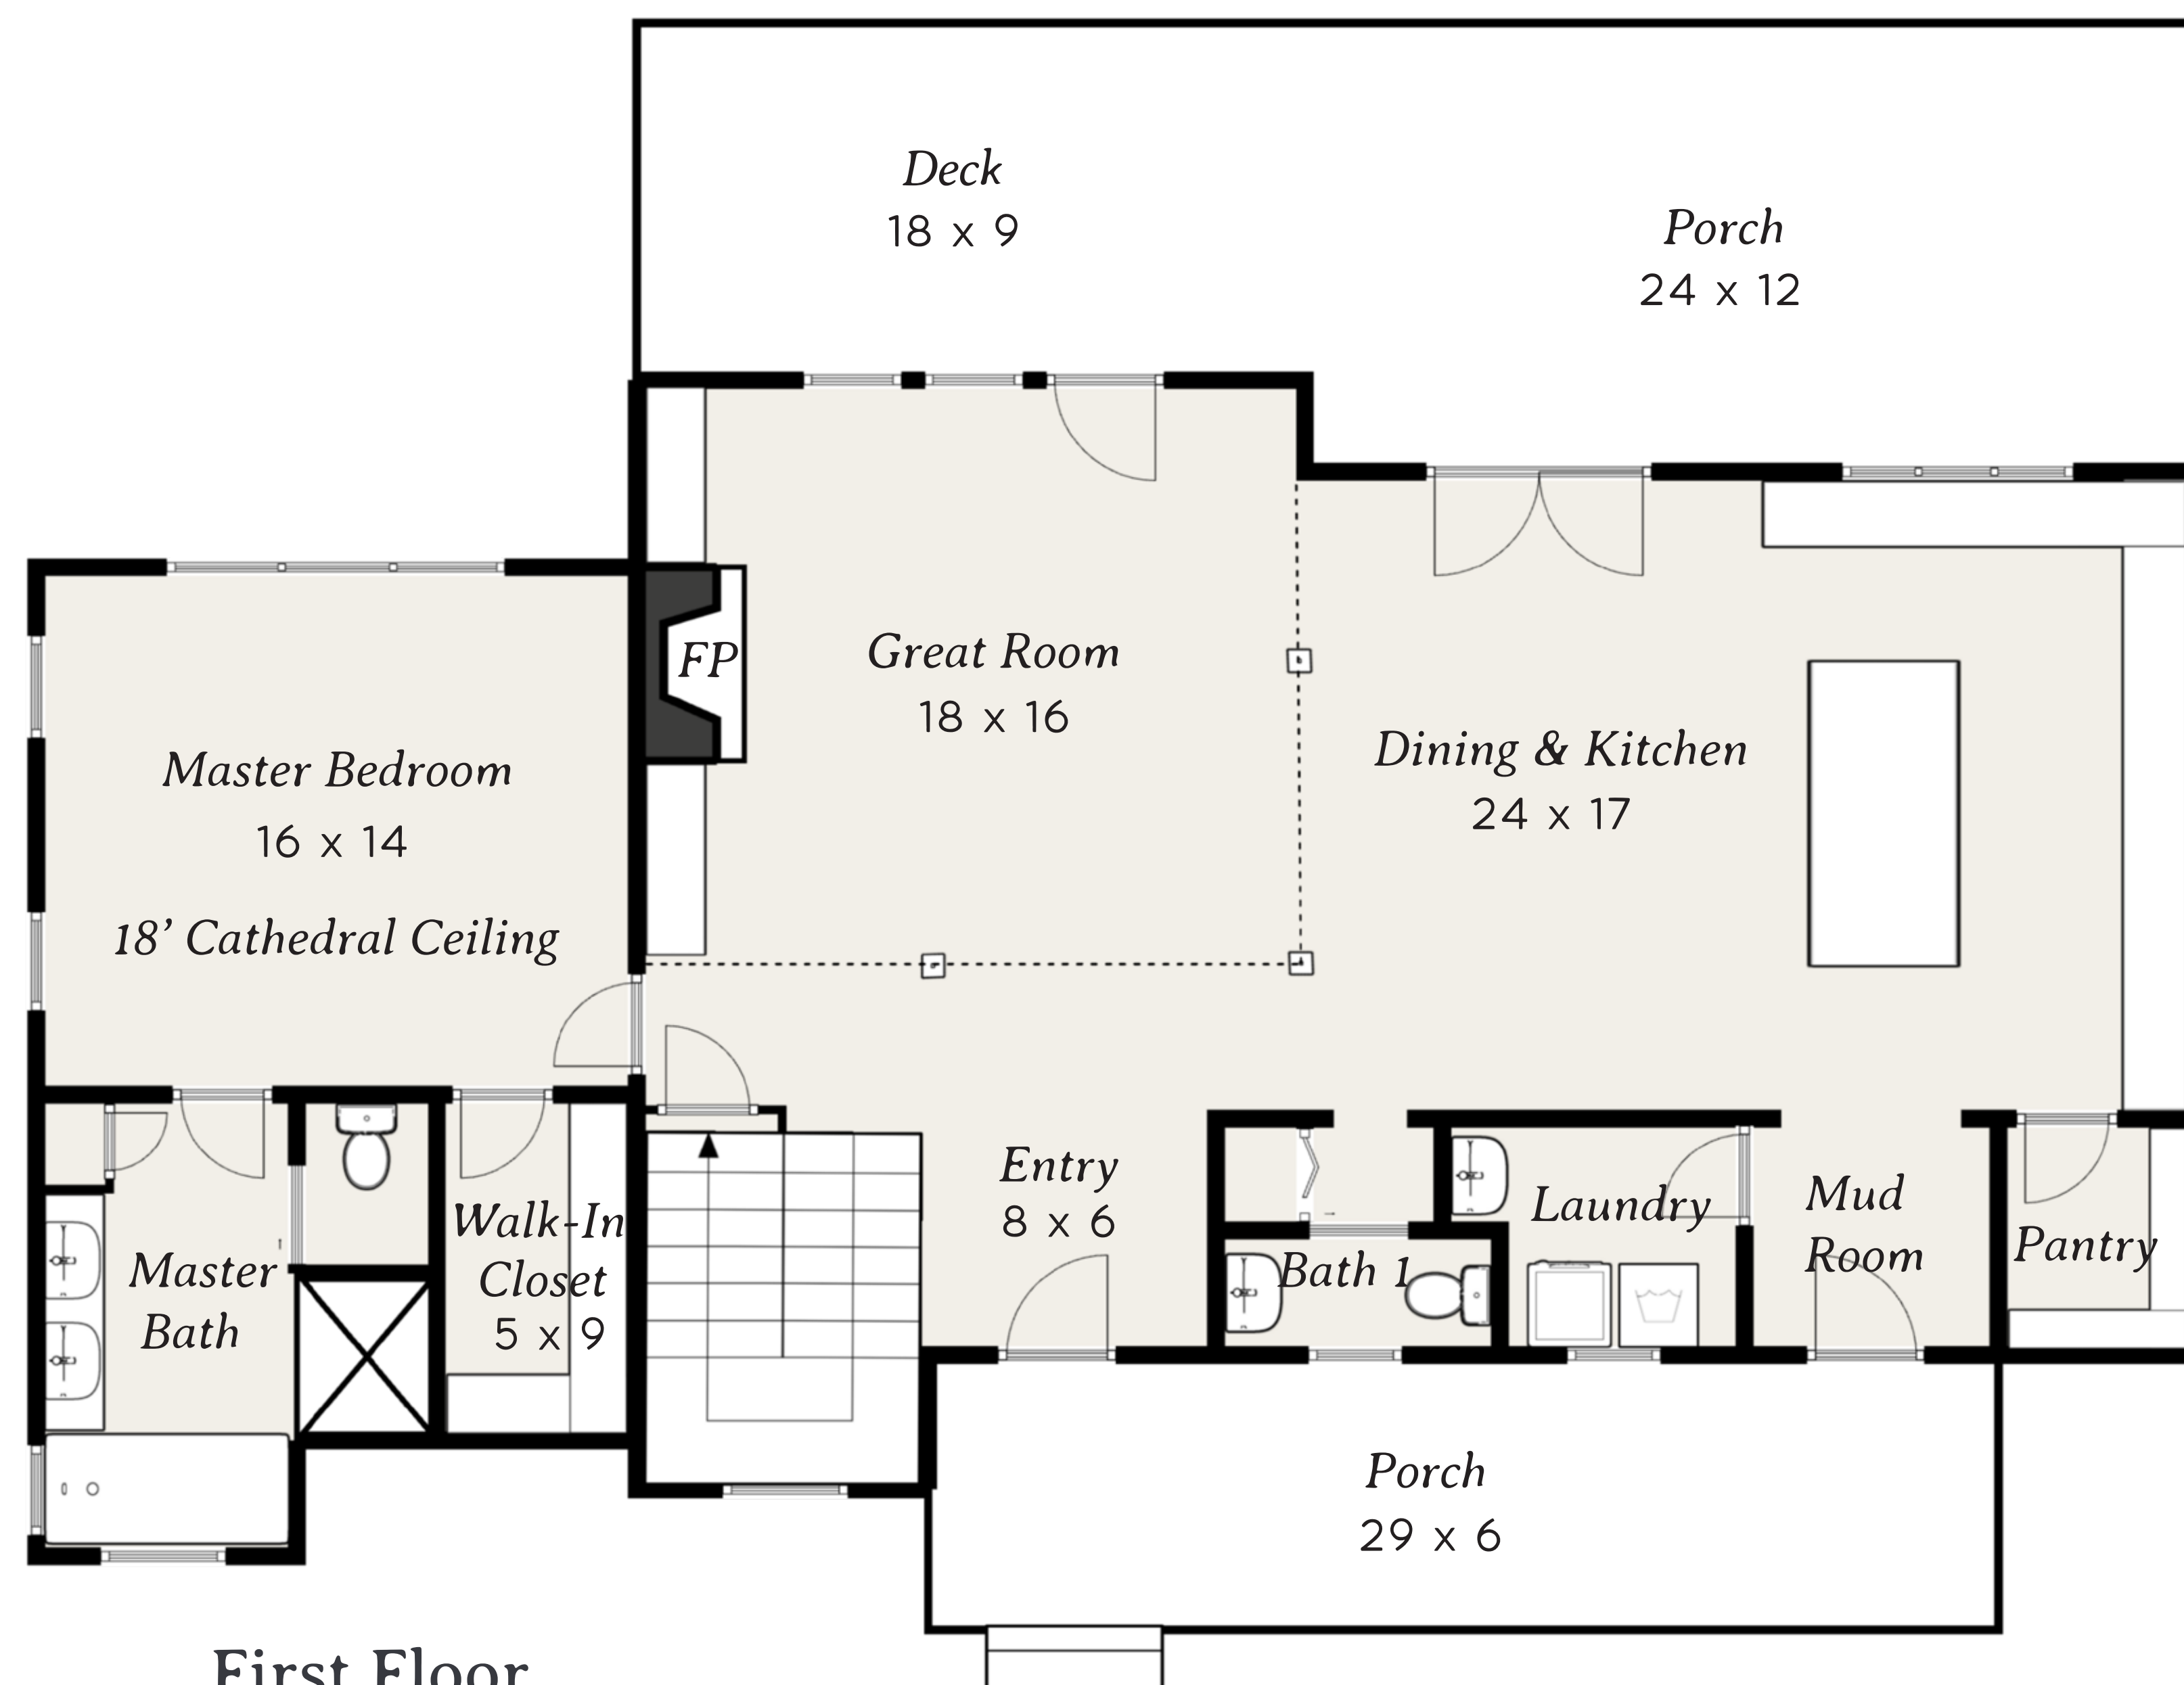 Deck
18 x 9
Porch
24 x 12
Great Room
18 x 16
FP
Dining & Kitchen
24 x 17
Master Bedroom
16 x 14
18’ Cathedral Ceiling
Entry
8 x 6
Walk-In
Closet
5 x 9
Master
Bath
Bath 1
Laundry
Mud
Room
Pantry
Porch
29 x 6
First Floor